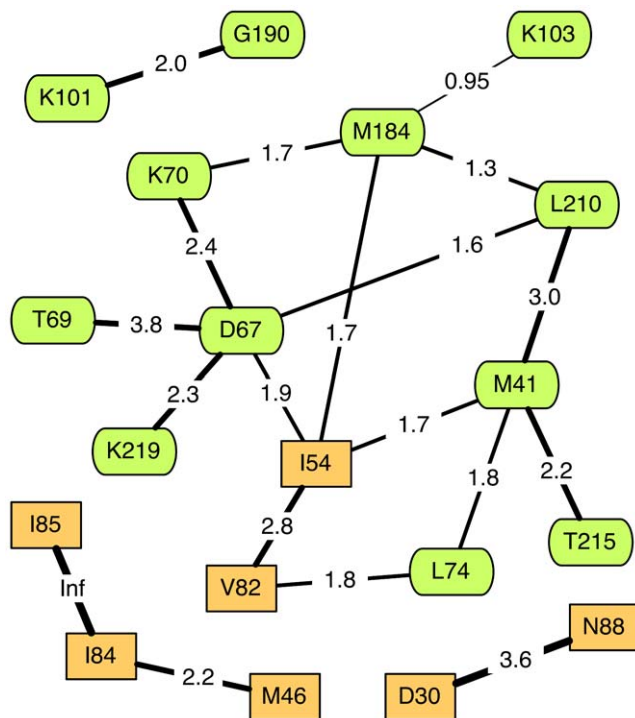 G190
K103
2.0
K101
0.95
M184
1.7
1.3
K70
L210
2.4
1.6
3.0
T69
3.8
D67
1.7
2.3
1.9
M41
K219
1.7
I54
1.8
2.2
I85
2.8
T215
V82
1.8
L74
Inf
N88
I84
3.6
2.2
M46
D30